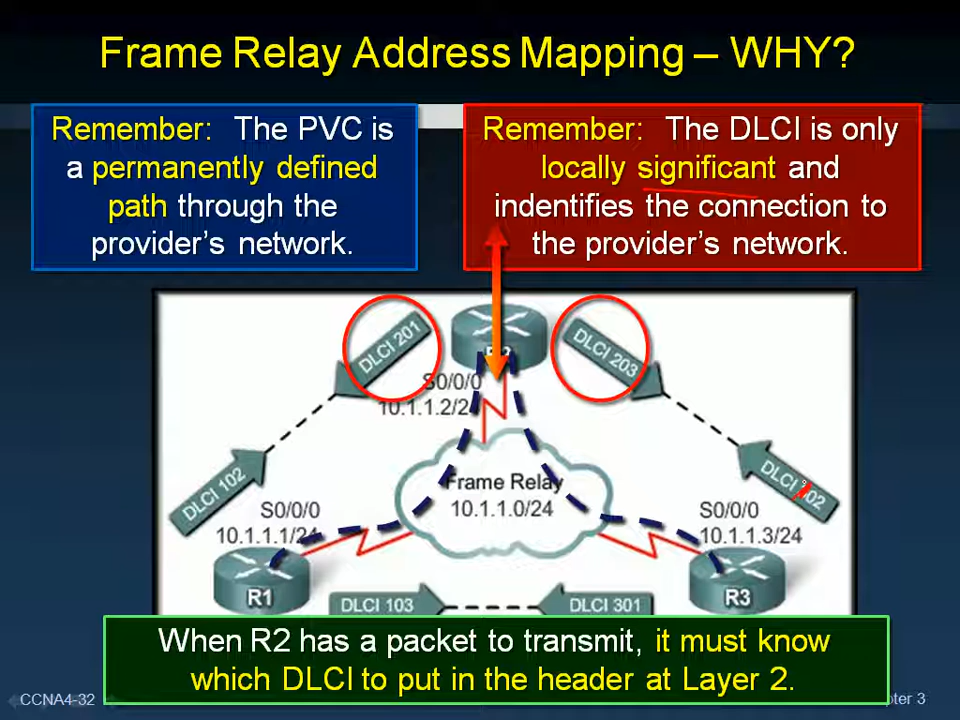 Frame Relay Address Mapping – WHY?
Remember: The PVC is
a permanently defined
path through the
provider's network.
Remember: The DLCI is only
locally significant and
indentifies the connection to
the provider's network.
DLCI 201
DLCI 203
S0/0/0
10.1.1.2/2
DLCI 102
DLCI
Frame Relay
10.1.1.0/24
S0/0/0
10.1.1.1/24
S0/0/0
10.1.1.3/24
R1
R3
DLCI 103
DLCI 301
When R2 has a packet to transmit, it must know
which DLCI to put in the header at Layer 2.
CCNA4-32
pter 3